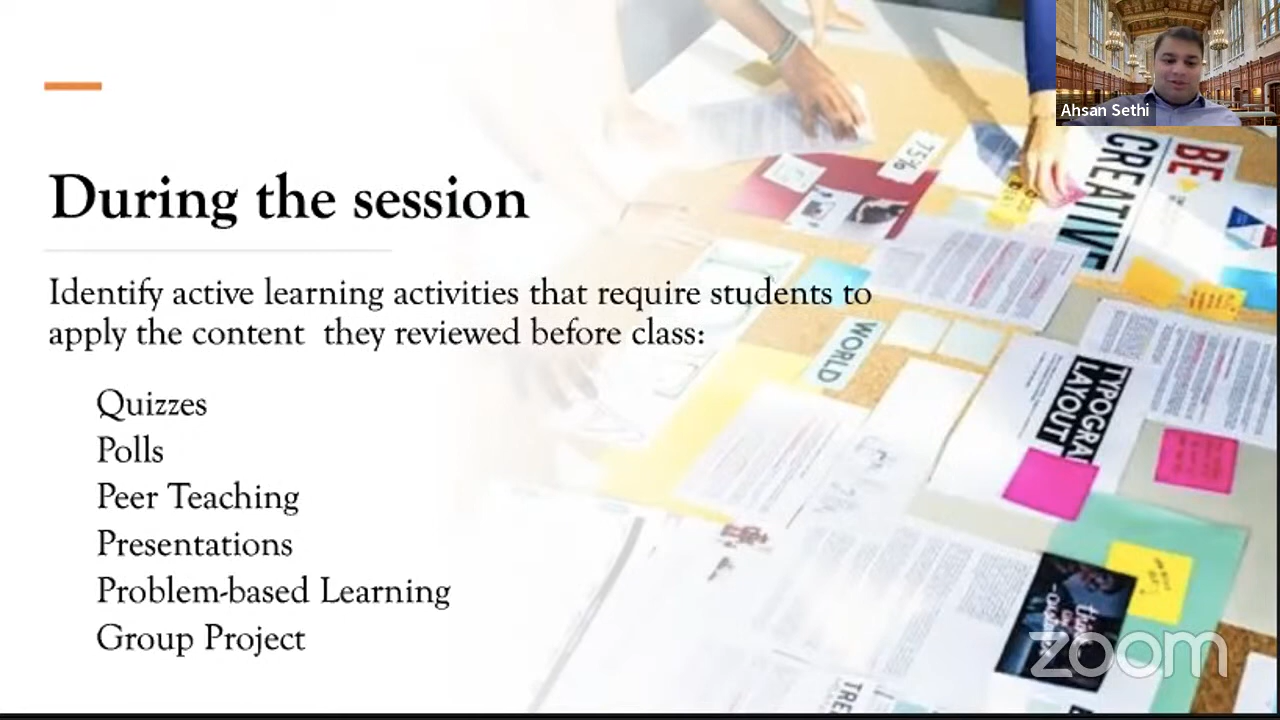 Ahsan Sethi
During the session
Identify active learning activities that require students to
apply the content they reviewed before class:
Quizzes
Polls
Peer Teaching
Presentations
Problem-based Learning
Group Project
75%
BE
CREATIVE
WORLD
TYPOGRA
LAYOUT
zoom